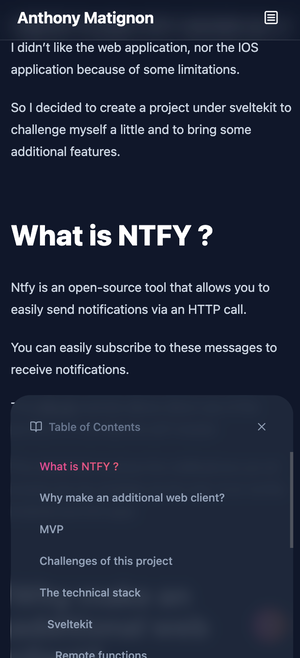 Anthony Matignon
I didn't like the web application, nor the IOS
application because of some limitations.
So I decided to create a project under sveltekit to
challenge myself a little and to bring some
additional features.
What is NTFY ?
Ntfy is an open-source tool that allows you to
easily send notifications via an HTTP call.
You can easily subscribe to these messages to
receive notifications.
Table of Contents
What is NTFY ?
Why make an additional web client?
MVP
Challenges of this project
The technical stack
Sveltekit
Remote functions